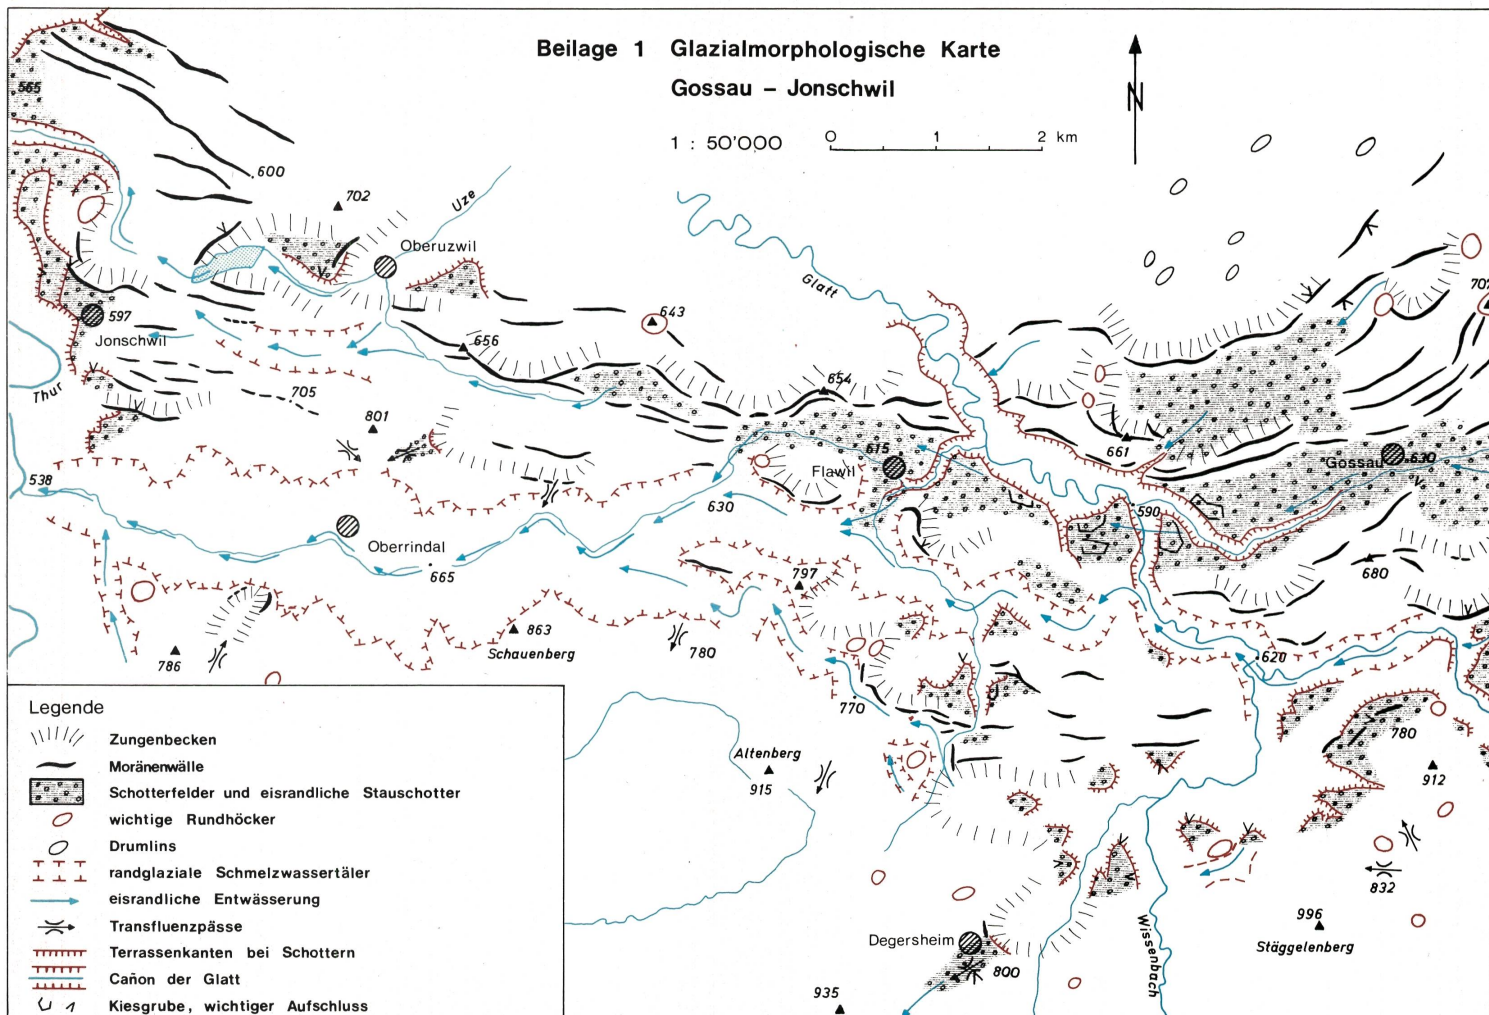 Beilage 1 Glazialmorphologische Karte
Gossau – Jonschwil
1 : 50'000
0 1 2 km
N
565
600
702
Uze
Oberuzwil
Glatt
597
Jonschwil
Thur
656
643
654
705
801
707
661
Gossau
630
615
Flawil
630
590
538
Oberrindal
665
797
680
863
Schauenberg
780
786
620
770
780
Altenberg
915
912
832
996
Stäggelenberg
Degersheim
800
Wissenbach
935
Legende
Zungenbecken
Moränenwälle
Schotterfelder und eisrandliche Stauschotter
wichtige Rundhöcker
Drumlins
randglaziale Schmelzwassertäler
eisrandliche Entwässerung
Transfluenzpässe
Terrassenkanten bei Schottern
Cañon der Glatt
Kiesgrube, wichtiger Aufschluss